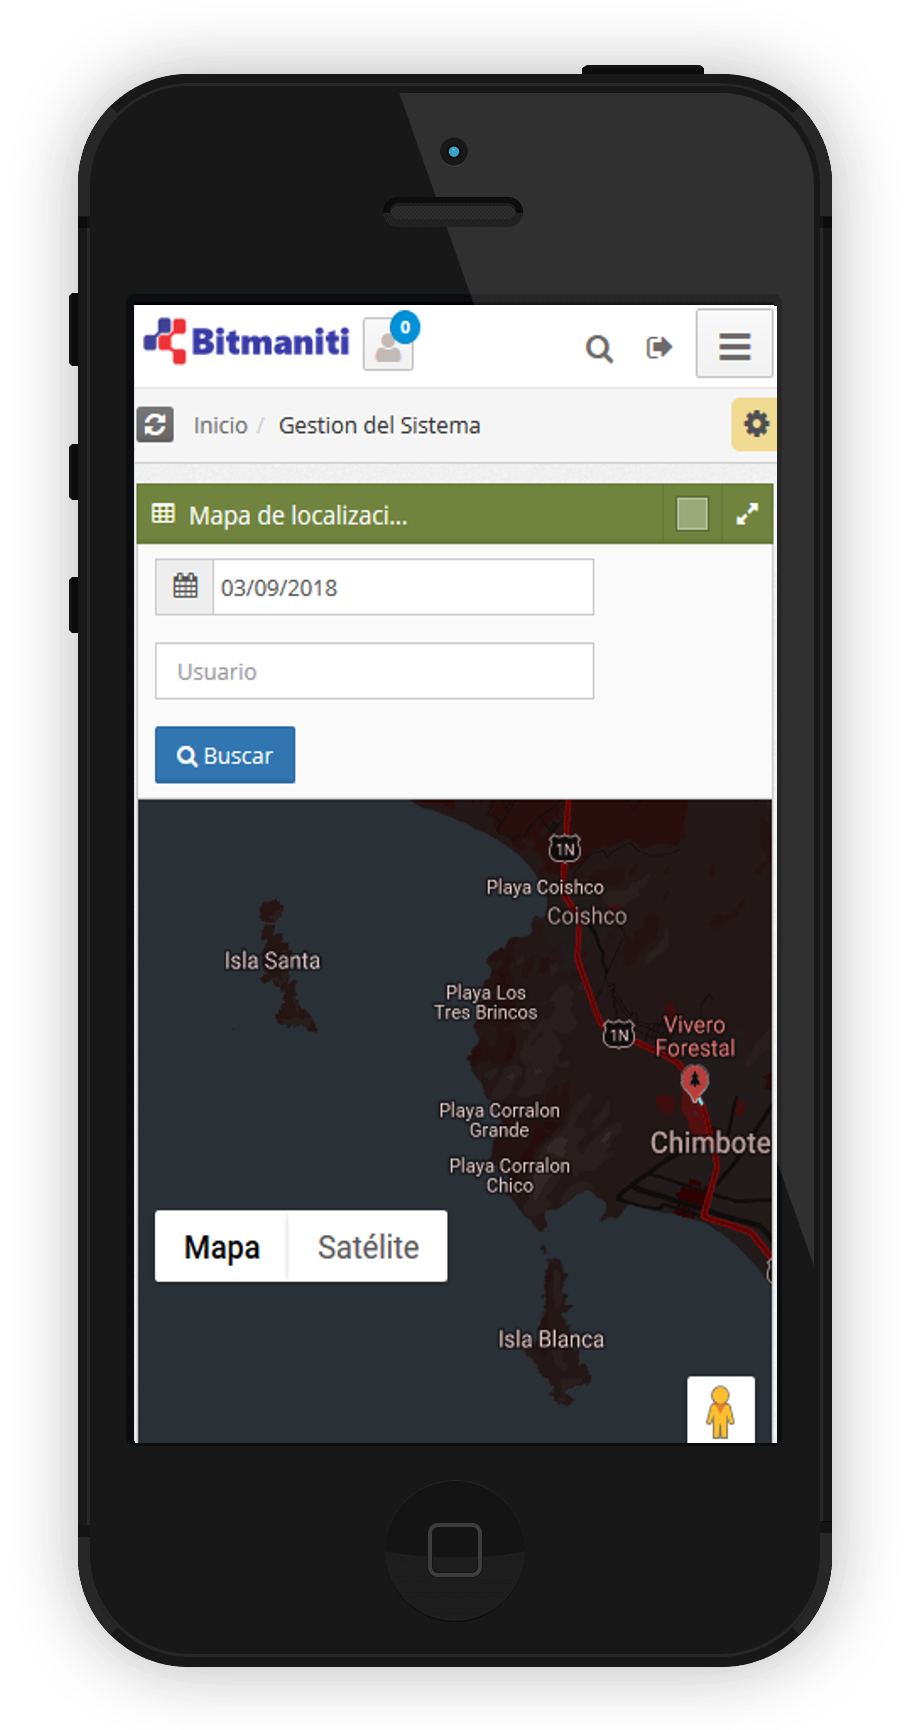 Bitmaniti
0
Inicio / Gestion del Sistema
Mapa de localizaci...
03/09/2018
Usuario
Buscar
1N
Playa Coishco
Coishco
Isla Santa
Playa Los
Tres Brincos
1N
Vivero
Forestal
Playa Corralon
Grande
Chimbote
Playa Corralon
Chico
Mapa
Satélite
Isla Blanca